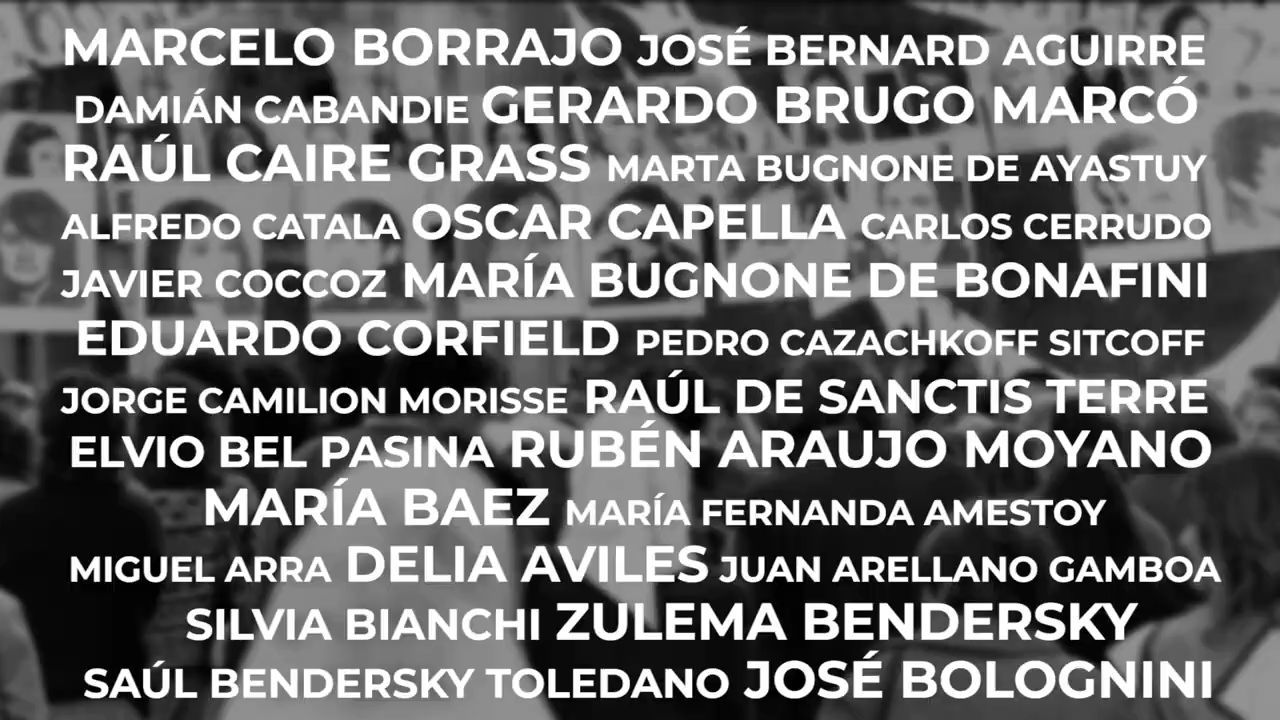 MARCELO BORRAJO JOSÉ BERNARD AGUIRRE
DAMIÁN CABANDIE GERARDO BRUGO MARCÓ
RAÚL CAIRE GRASS MARTA BUGNONE DE AYASTUY
ALFREDO CATALA OSCAR CAPELLA CARLOS CERRUDO
JAVIER COCCOZ MARÍA BUGNONE DE BONAFINI
EDUARDO CORFIELD PEDRO CAZACHKOFF SITCOFF
JORGE CAMILION MORISSE RAÚL DE SANCTIS TERRE
ELVIO BEL PASINA RUBÉN ARAUJO MOYANO
MARÍA BAEZ MARÍA FERNANDA AMESTOY
MIGUEL ARRA DELIA AVILES JUAN ARELLANO GAMBOA
SILVIA BIANCHI ZULEMA BENDERSKY
SAÚL BENDERSKY TOLEDANO JOSÉ BOLOGNINI